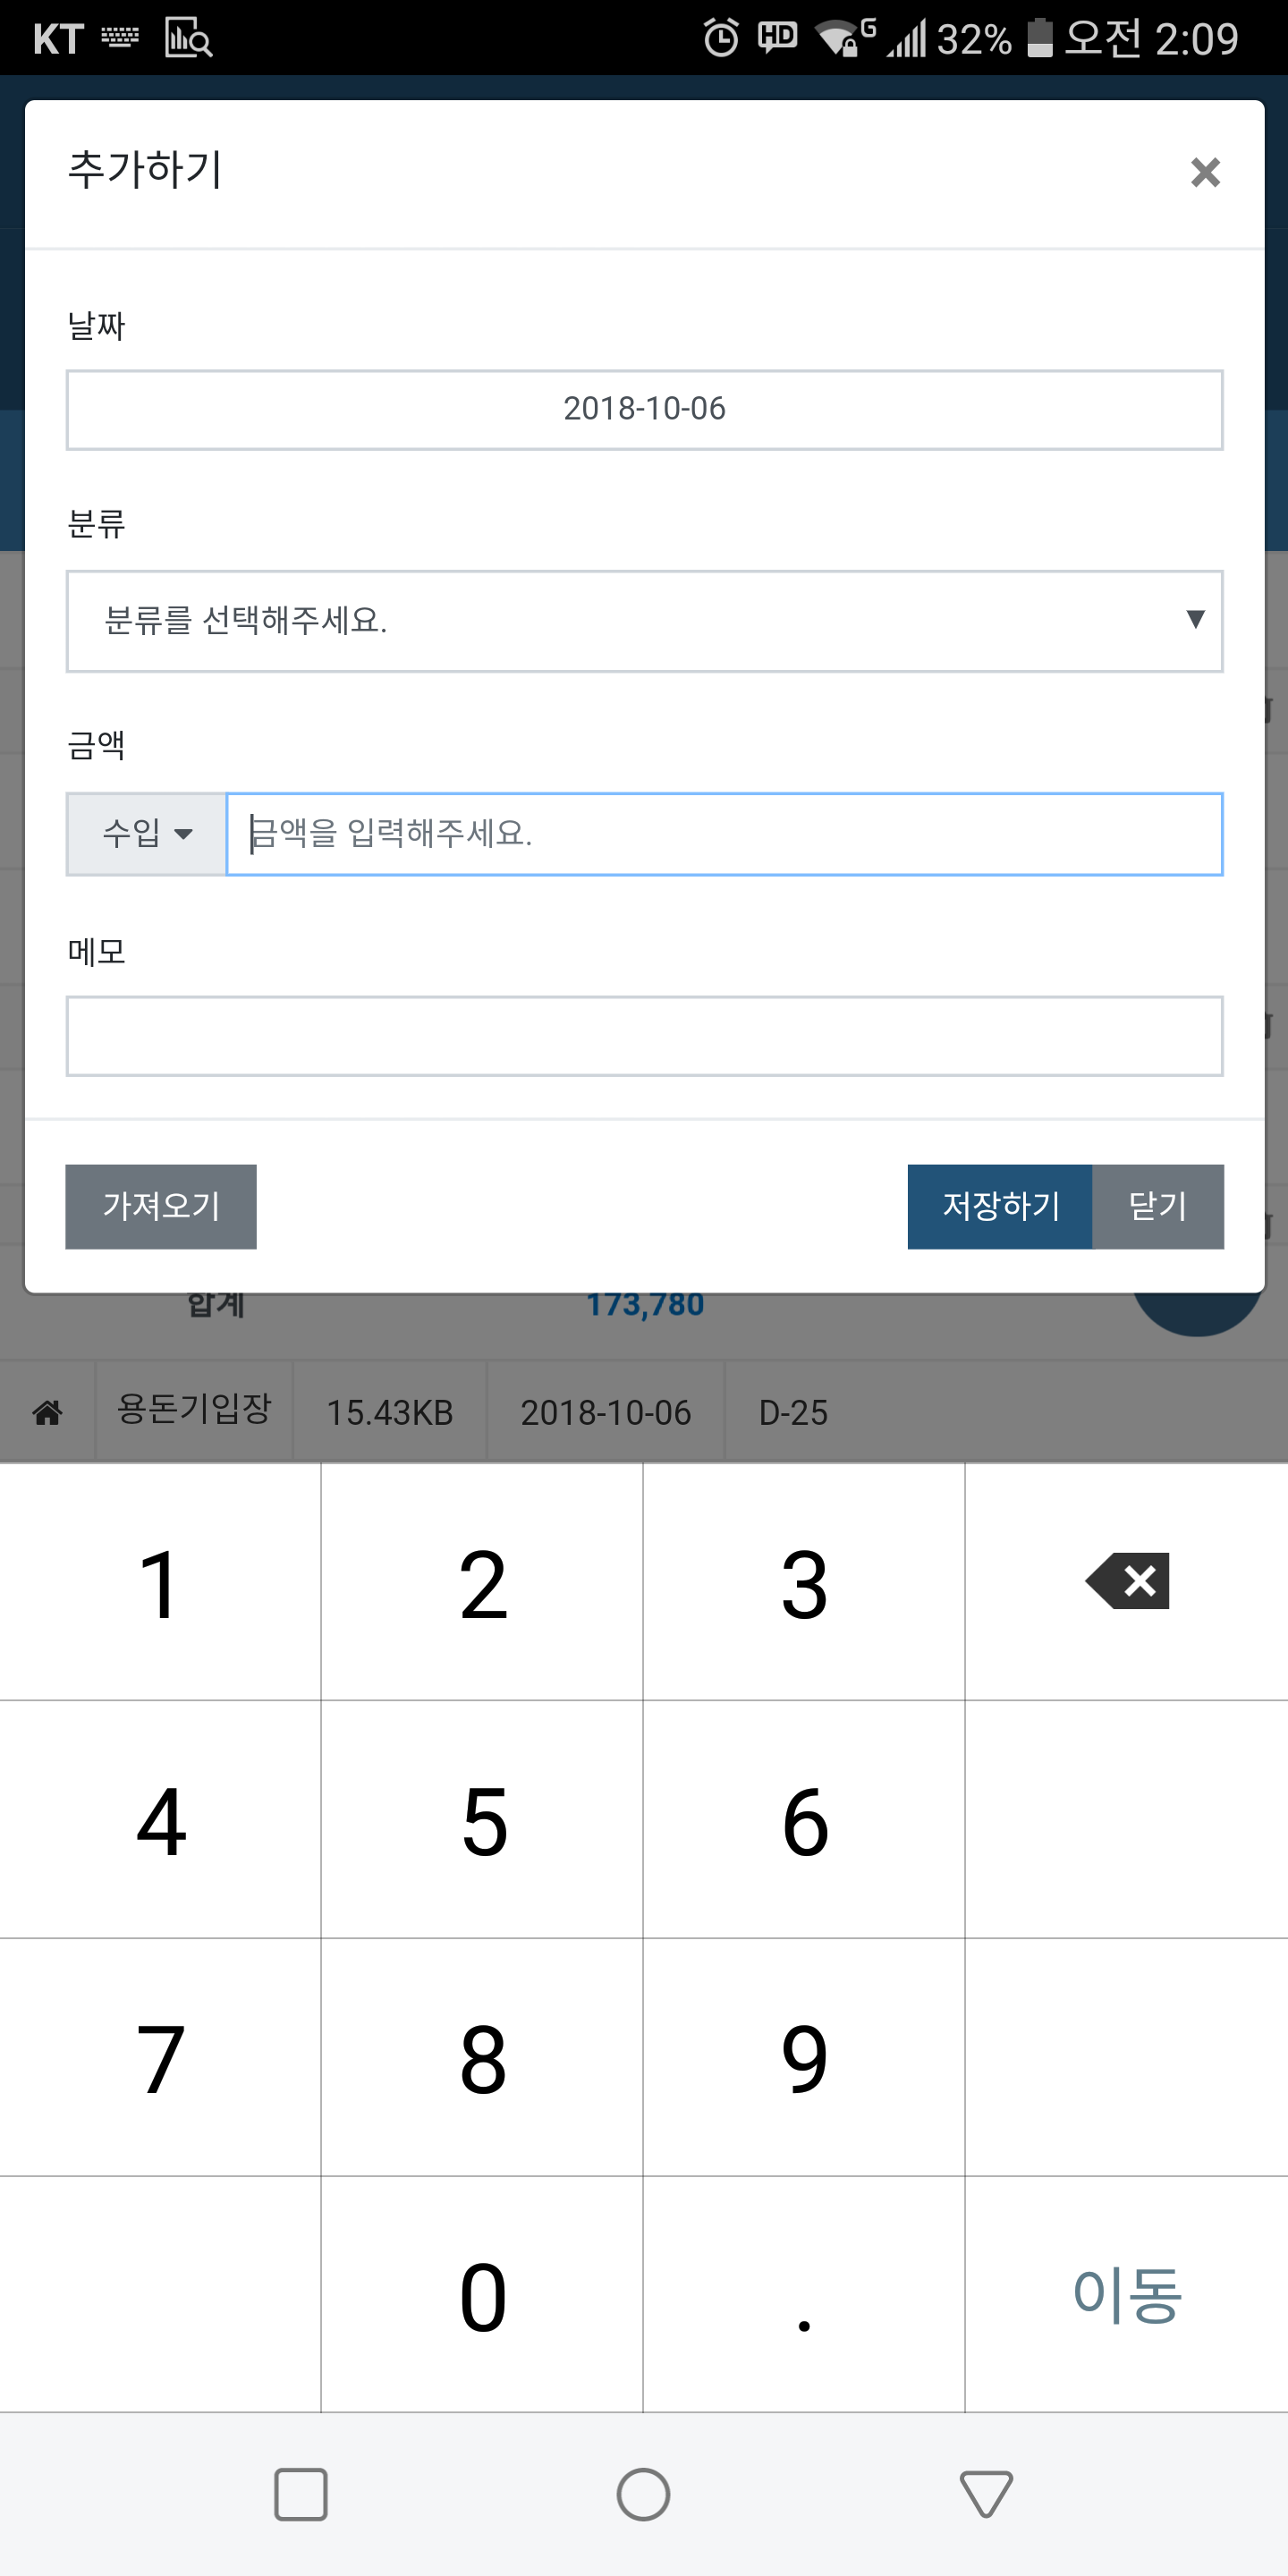 KT HD G 32% 오전 2:09
추가하기
날짜
2018-10-06
분류
분류를 선택해주세요.
금액
수입 금액을 입력해주세요.
메모
가져오기 저장하기 닫기
합계 173,780
용돈기입장 15.43KB 2018-10-06 D-25
1 2 3
4 5 6
7 8 9
0 . 이동